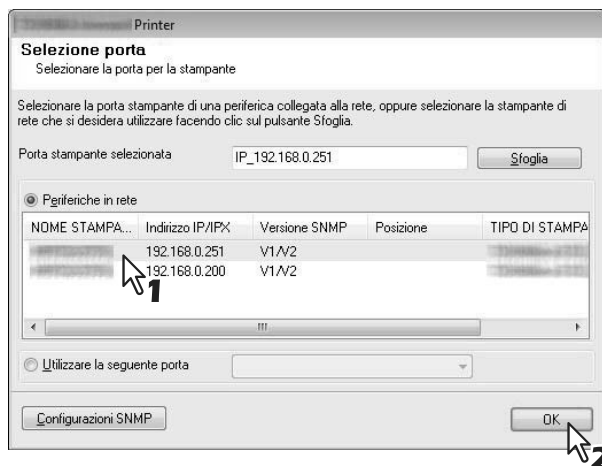 Printer
Selezione porta
Selezionare la porta per la stampante
Selezionare la porta stampante di una periferica collegata alla rete, oppure selezionare la stampante di
rete che si desidera utilizzare facendo clic sul pulsante Sfoglia.
Porta stampante selezionata IP_192.168.0.251 Sfoglia
Periferiche in rete
NOME STAMPA... Indirizzo IP/IPX Versione SNMP Posizione TIPO DI STAMPA
192.168.0.251 V1/V2
192.168.0.200 V1/V2
1
Utilizzare la seguente porta
Configurazioni SNMP OK
2